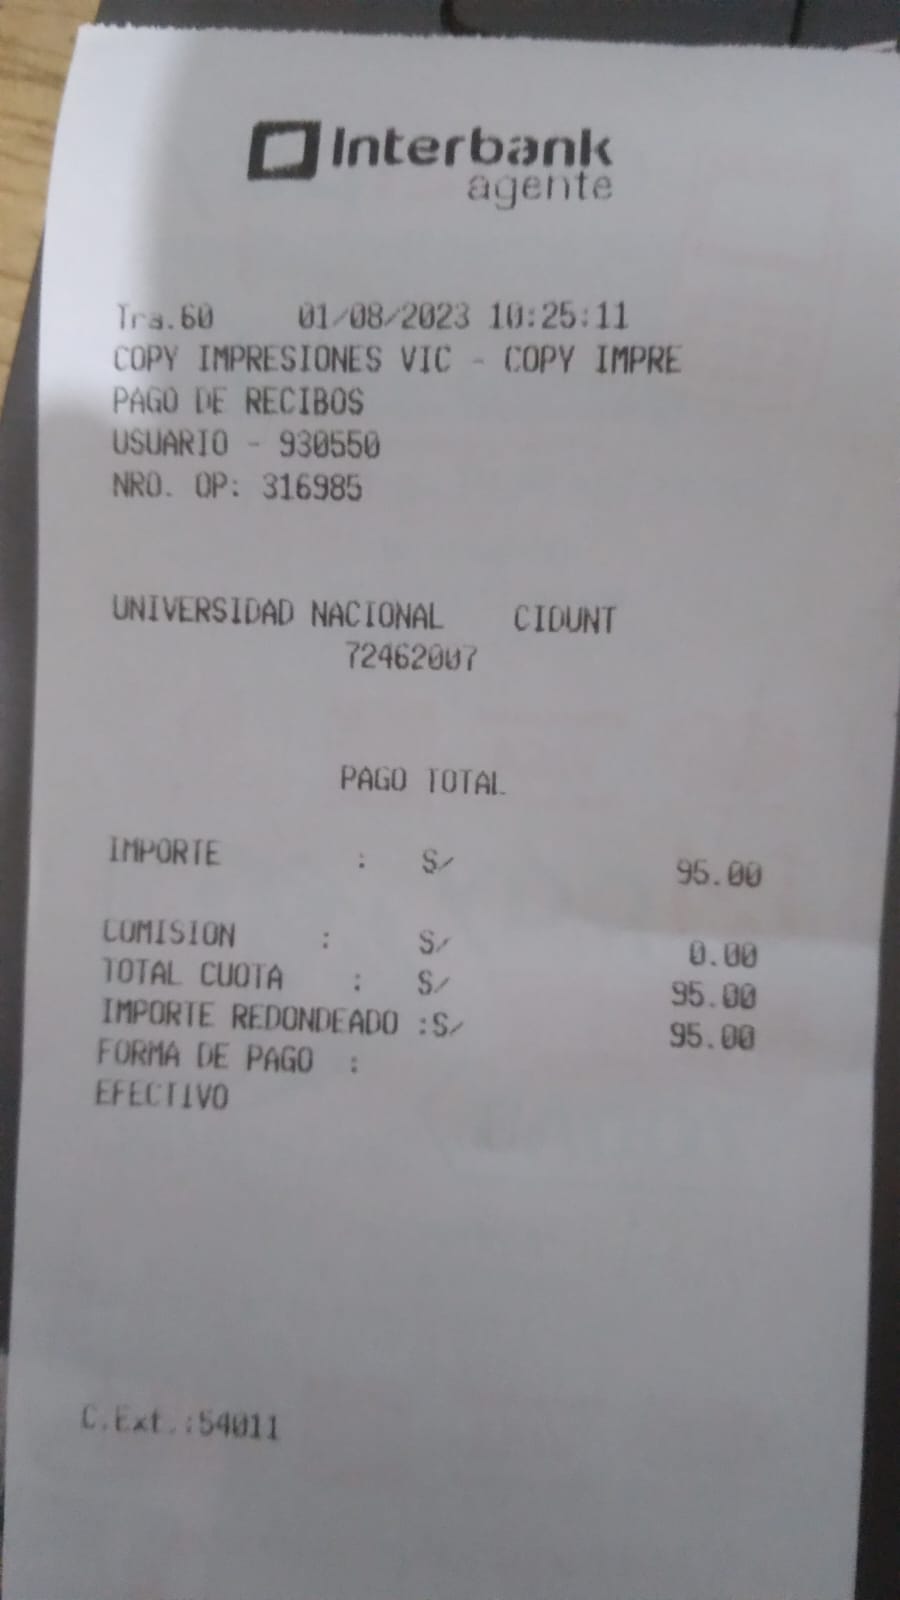 Interbank
agente
Tra.60 01/08/2023 10:25:11
COPY IMPRESIONES VIC - COPY IMPRE
PAGO DE RECIBOS
USUARIO - 930550
NRO. OP: 316985
UNIVERSIDAD NACIONAL CIDUNT
72462007
PAGO TOTAL
IMPORTE : S/ 95.00
COMISION : S/ 0.00
TOTAL CUOTA : S/ 95.00
IMPORTE REDONDEADO :S/ 95.00
FORMA DE PAGO :
EFECTIVO
C.Ext.:54011